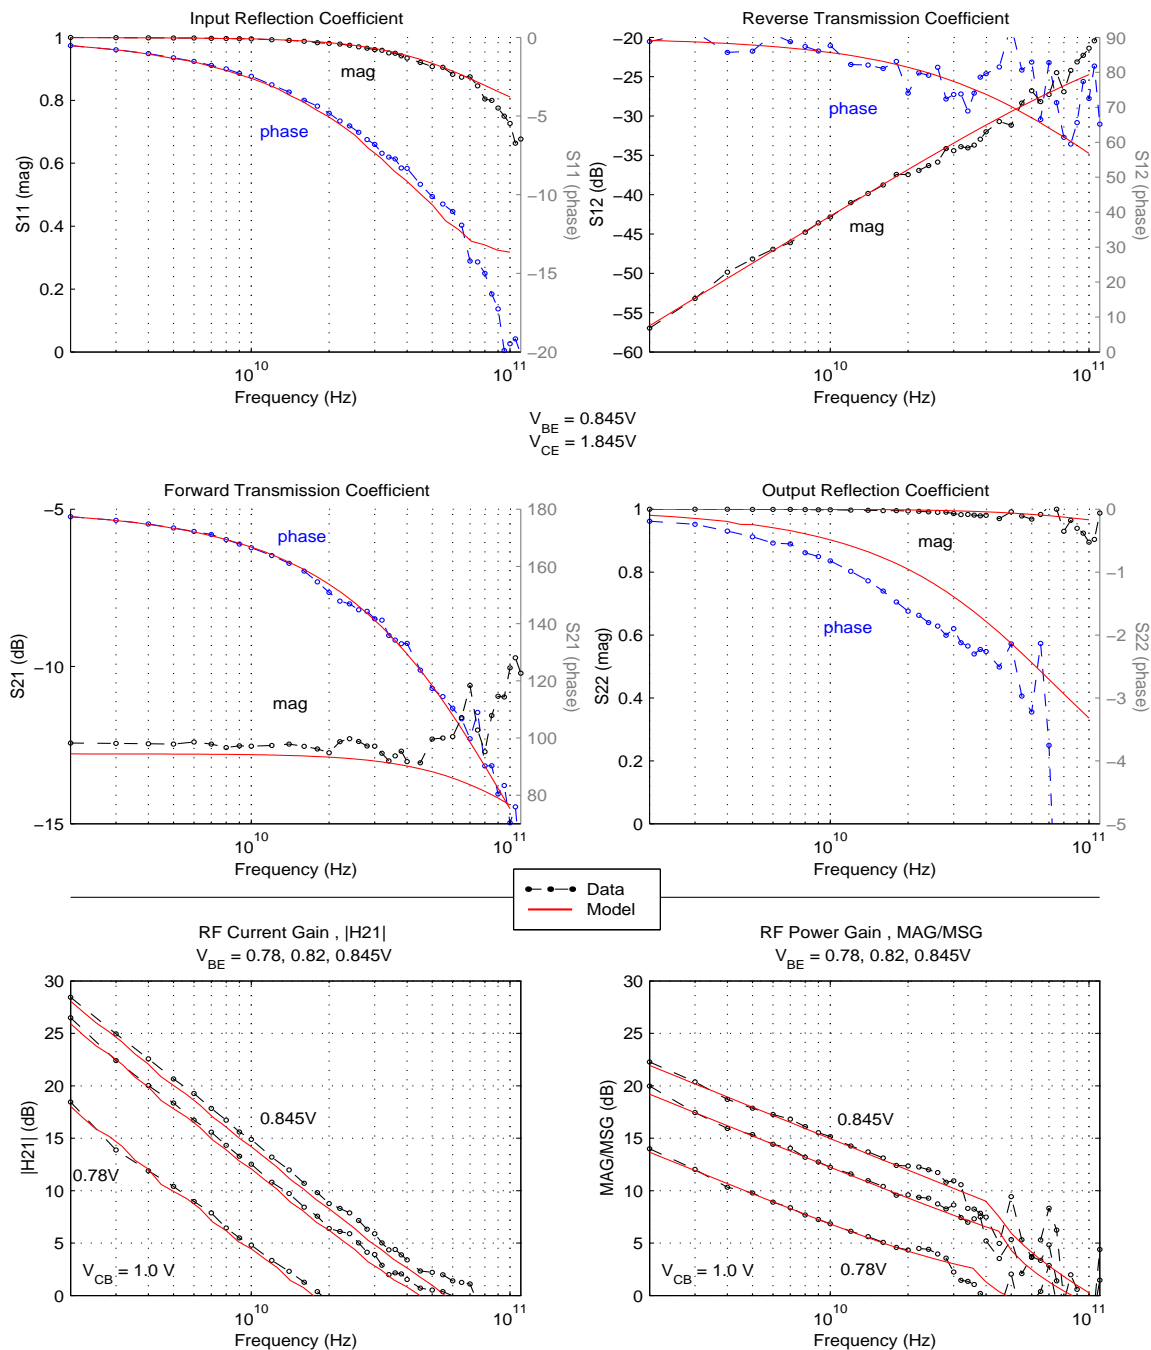 Input Reflection Coefficient
1
0.8
0.6
0.4
0.2
0
S11 (mag)
mag
phase
0
−5
−10
−15
−20
S11 (phase)
10^10
10^11
Frequency (Hz)
Reverse Transmission Coefficient
−20
−25
−30
−35
−40
−45
−50
−55
−60
S12 (dB)
phase
mag
90
80
70
60
50
40
30
20
10
0
S12 (phase)
10^10
10^11
Frequency (Hz)
V_BE = 0.845V
V_CE = 1.845V
Forward Transmission Coefficient
−5
−10
−15
S21 (dB)
phase
mag
180
160
140
120
100
80
S21 (phase)
10^10
10^11
Frequency (Hz)
Output Reflection Coefficient
1
0.8
0.6
0.4
0.2
0
S22 (mag)
mag
phase
0
−1
−2
−3
−4
−5
S22 (phase)
10^10
10^11
Frequency (Hz)
Data
Model
RF Current Gain , |H21|
V_BE = 0.78, 0.82, 0.845V
30
25
20
15
10
5
0
|H21| (dB)
0.845V
0.78V
V_CB = 1.0 V
10^10
10^11
Frequency (Hz)
RF Power Gain , MAG/MSG
V_BE = 0.78, 0.82, 0.845V
30
25
20
15
10
5
0
MAG/MSG (dB)
0.845V
0.78V
V_CB = 1.0 V
10^10
10^11
Frequency (Hz)